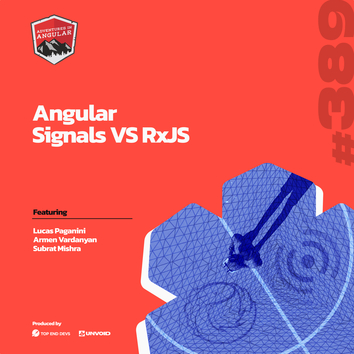 ADVENTURES IN
ANGULAR
#389
Angular
Signals VS RxJS
Featuring
Lucas Paganini
Armen Vardanyan
Subrat Mishra
Produced by
TOP END DEVS
UNVOID